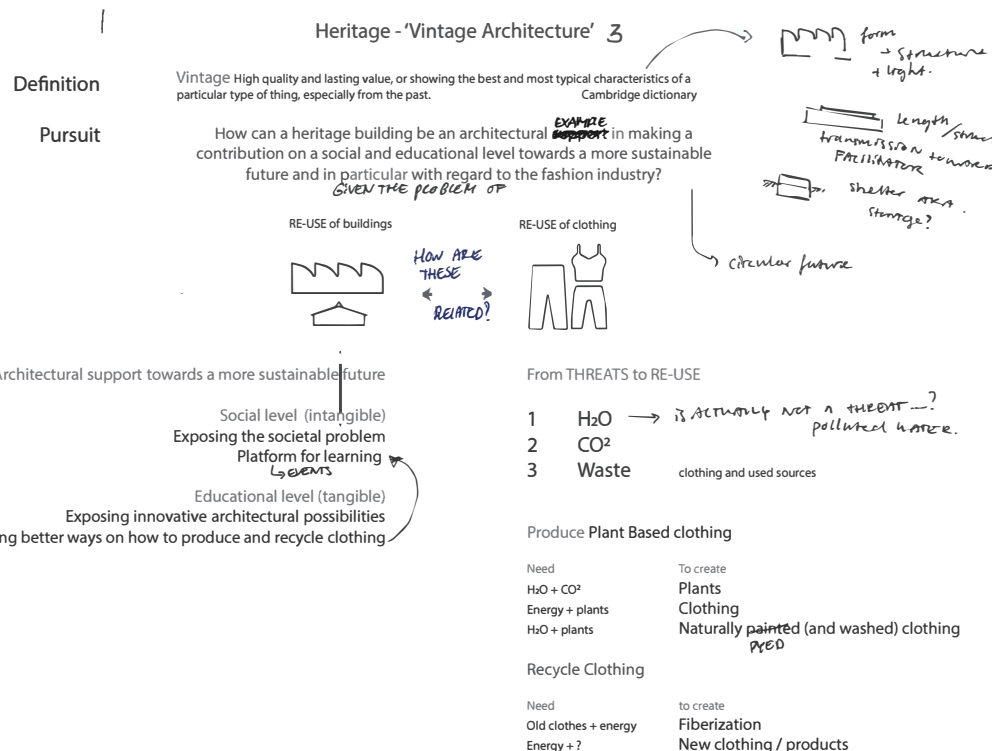 Heritage - 'Vintage Architecture' 3
form
+ structure
+ light.
Definition
Vintage High quality and lasting value, or showing the best and most typical characteristics of a
particular type of thing, especially from the past.
Cambridge dictionary
Pursuit
EXAMPLE
How can a heritage building be an architectural support in making a
contribution on a social and educational level towards a more sustainable
future and in particular with regard to the fashion industry?
GIVEN THE PROBLEM OF
Length/struc
transmission towards
FACILITATOR
shelter AKA
storage?
circular future
RE-USE of buildings
RE-USE of clothing
HOW ARE
THESE
RELATED?
Architectural support towards a more sustainable future
Social level (intangible)
Exposing the societal problem
Platform for learning
EVENTS
Educational level (tangible)
Exposing innovative architectural possibilities
ng better ways on how to produce and recycle clothing
From THREATS to RE-USE
1 H2O
is ACTUALLY NOT A THREAT...?
polluted WATER.
2 CO²
3 Waste clothing and used sources
Produce Plant Based clothing
Need To create
H2O + CO² Plants
Energy + plants Clothing
H2O + plants Naturally painted (and washed) clothing
DYED
Recycle Clothing
Need to create
Old clothes + energy Fiberization
Energy + ? New clothing / products